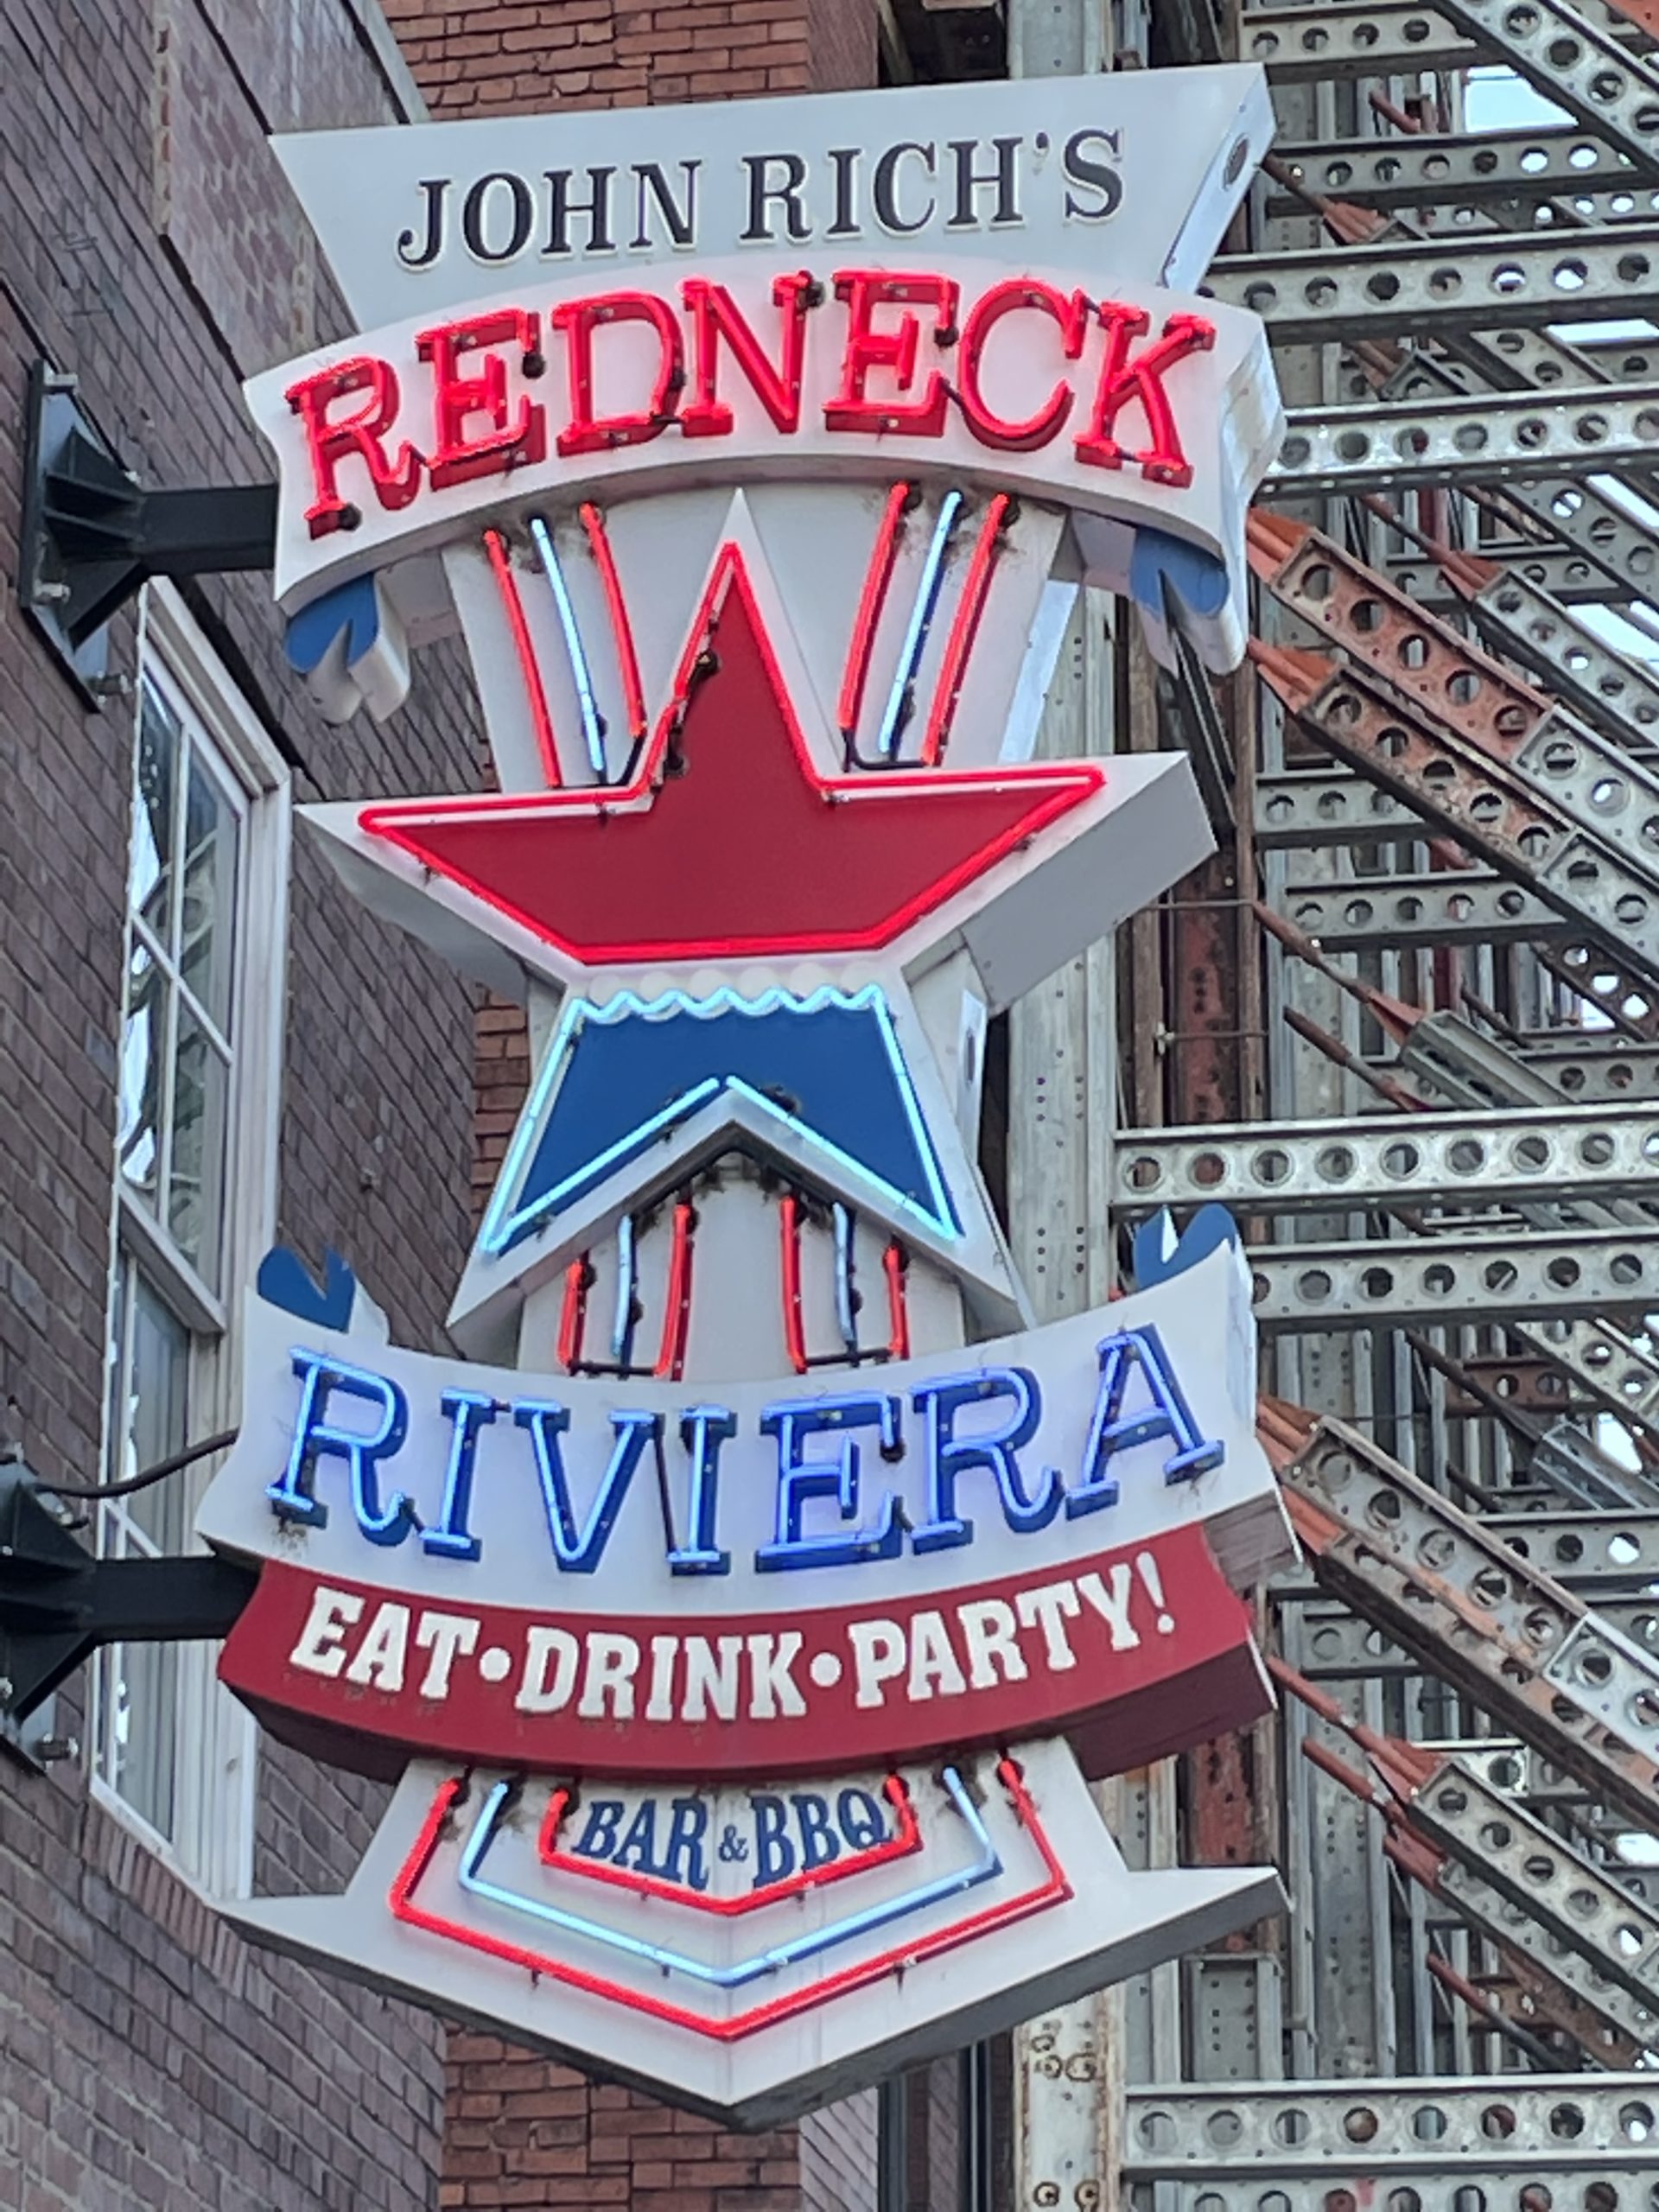 JOHN RICH'S
REDNECK
RIVIERA
EAT•DRINK•PARTY!
BAR & BBQ